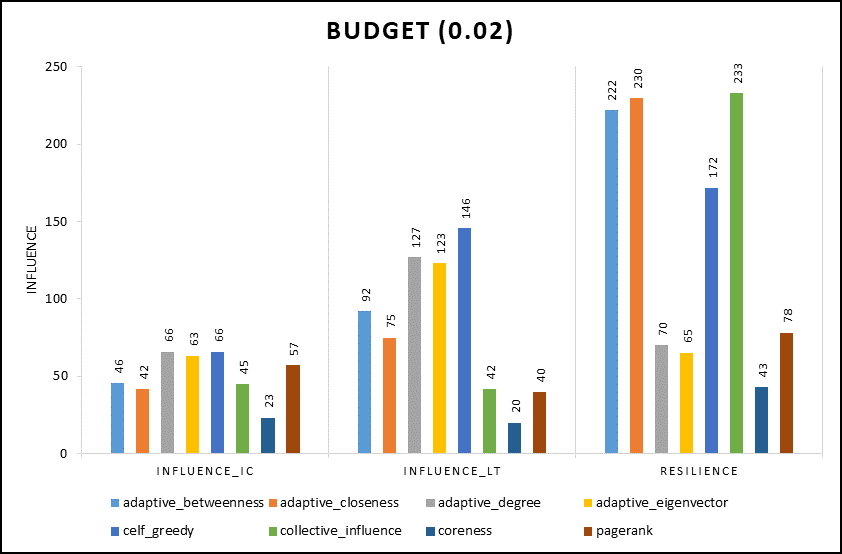 BUDGET (0.02)
INFLUENCE
250
200
150
100
50
0
46 42 66 63 66 45 23 57
92 75 127 123 146 42 20 40
222 230 70 65 172 233 43 78
INFLUENCE_IC INFLUENCE_LT RESILIENCE
adaptive_betweenness adaptive_closeness adaptive_degree adaptive_eigenvector
celf_greedy collective_influence coreness pagerank